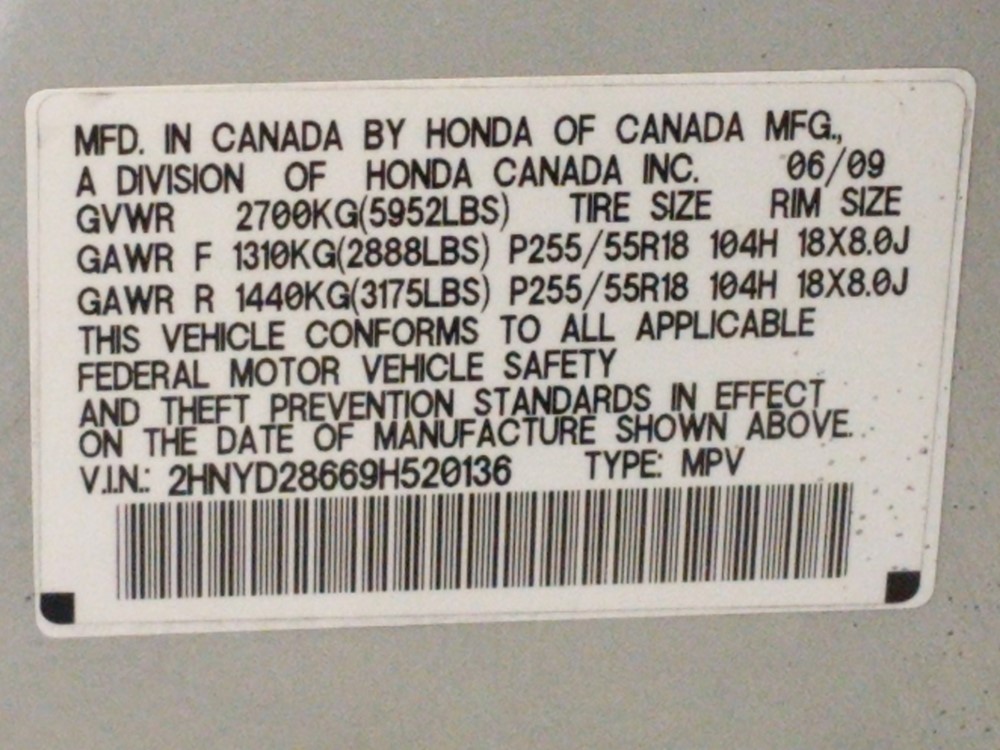 MFD. IN CANADA BY HONDA OF CANADA MFG.,
A DIVISION OF HONDA CANADA INC. 06/09
GVWR 2700KG(5952LBS) TIRE SIZE RIM SIZE
GAWR F 1310KG(2888LBS) P255/55R18 104H 18X8.0J
GAWR R 1440KG(3175LBS) P255/55R18 104H 18X8.0J
THIS VEHICLE CONFORMS TO ALL APPLICABLE
FEDERAL MOTOR VEHICLE SAFETY
AND THEFT PREVENTION STANDARDS IN EFFECT
ON THE DATE OF MANUFACTURE SHOWN ABOVE.
V.I.N.: 2HNYD28669H520136 TYPE: MPV